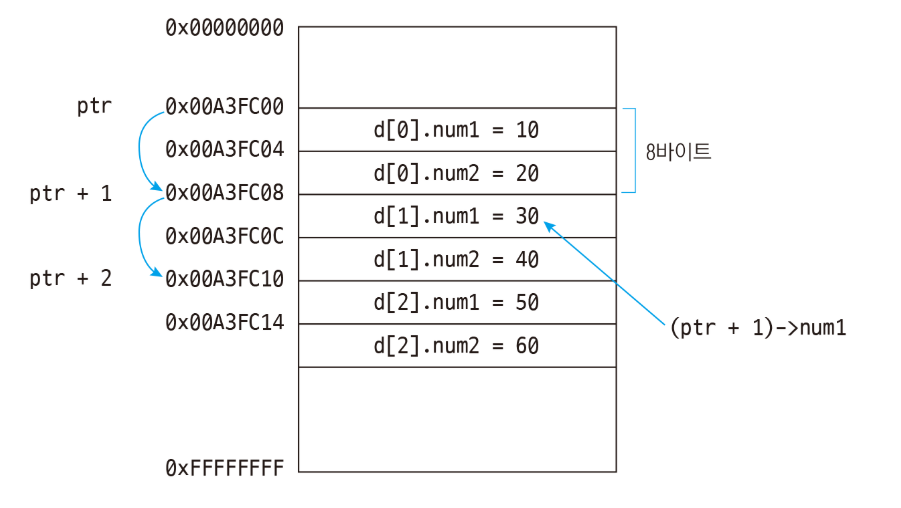 0x00000000
ptr
0x00A3FC00
d[0].num1 = 10
0x00A3FC04
8바이트
d[0].num2 = 20
ptr + 1
0x00A3FC08
d[1].num1 = 30
0x00A3FC0C
d[1].num2 = 40
ptr + 2
0x00A3FC10
d[2].num1 = 50
0x00A3FC14
(ptr + 1)->num1
d[2].num2 = 60
0xFFFFFFFF